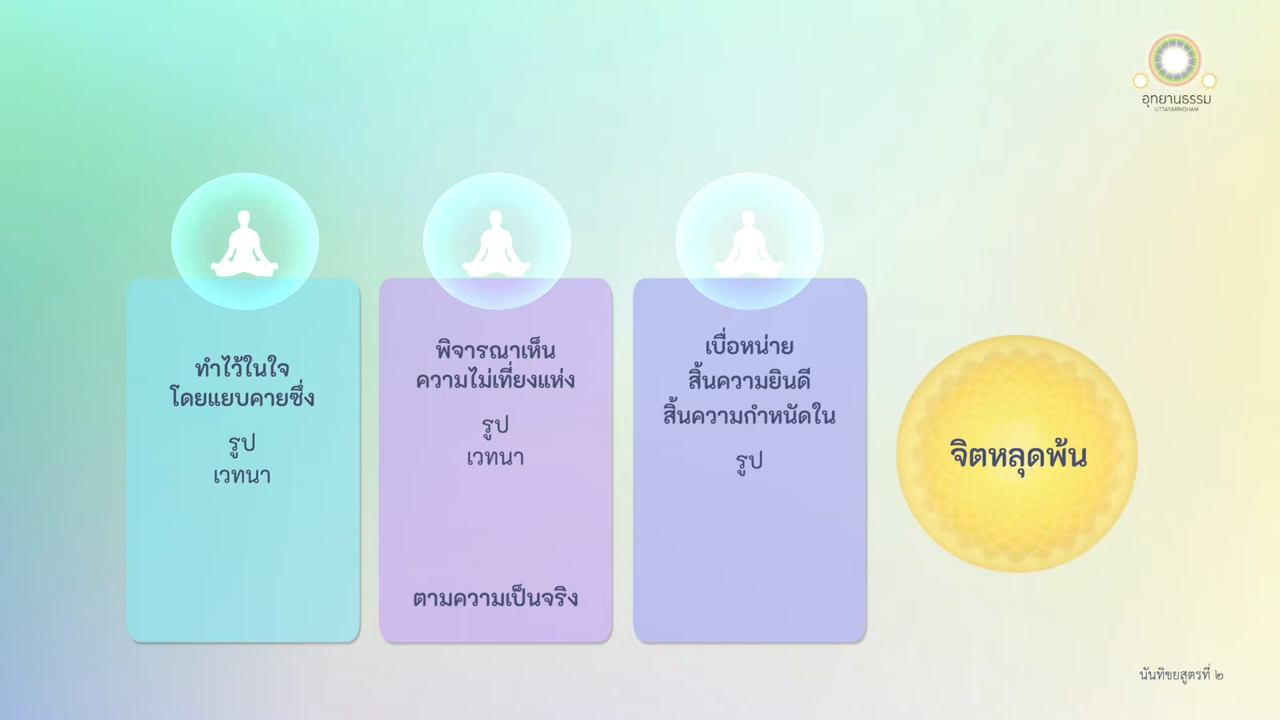 อุทยานธรรม
UTTAYARNDHAM
ทำไว้ในใจ
โดยแยบคายซึ่ง
รูป
เวทนา
พิจารณาเห็น
ความไม่เที่ยงแห่ง
รูป
เวทนา
ตามความเป็นจริง
เบื่อหน่าย
สิ้นความยินดี
สิ้นความกำหนัดใน
รูป
จิตหลุดพ้น
นันทิขยสูตรที่ ๒